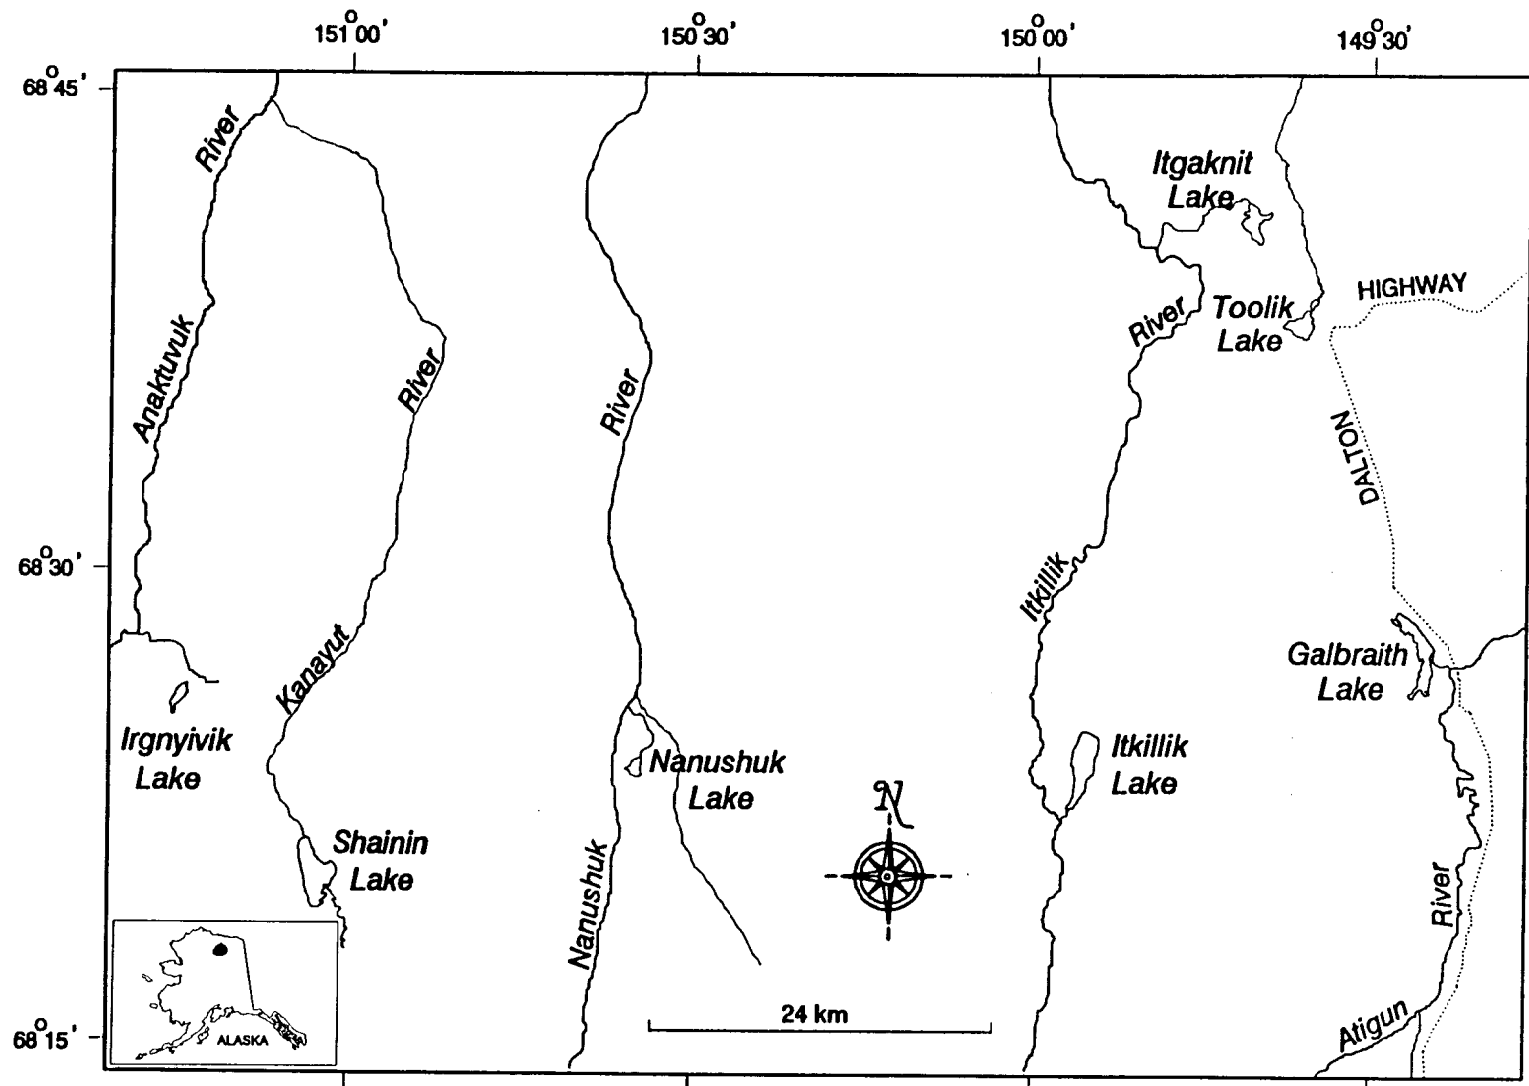 151°00'
150°30'
150°00'
149°30'
68°45'
River
Itgaknit
Lake
HIGHWAY
Toolik
Lake
River
Anaktuvuk
River
River
DALTON
68°30'
Itkillik
Kanayut
Galbraith
Lake
Irgnyivik
Lake
Nanushuk
Lake
Itkillik
Lake
N
Shainin
Lake
Nanushuk
River
24 km
Atigun
68°15'
ALASKA